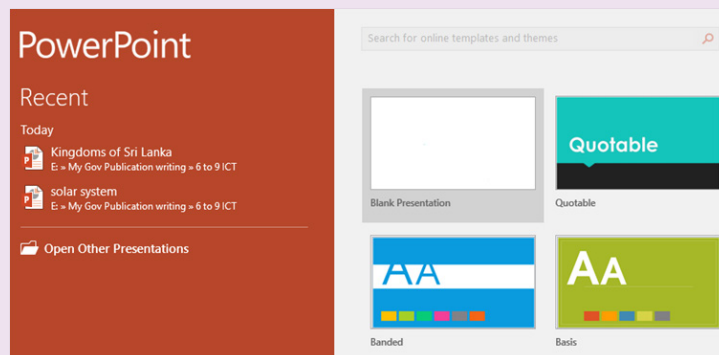 PowerPoint
Recent
Today
Kingdoms of Sri Lanka
E: » My Gov Publication writing » 6 to 9 ICT
solar system
E: » My Gov Publication writing » 6 to 9 ICT
Open Other Presentations
Search for online templates and themes
Blank Presentation
Quotable
Quotable
AA
Banded
AA
Basis